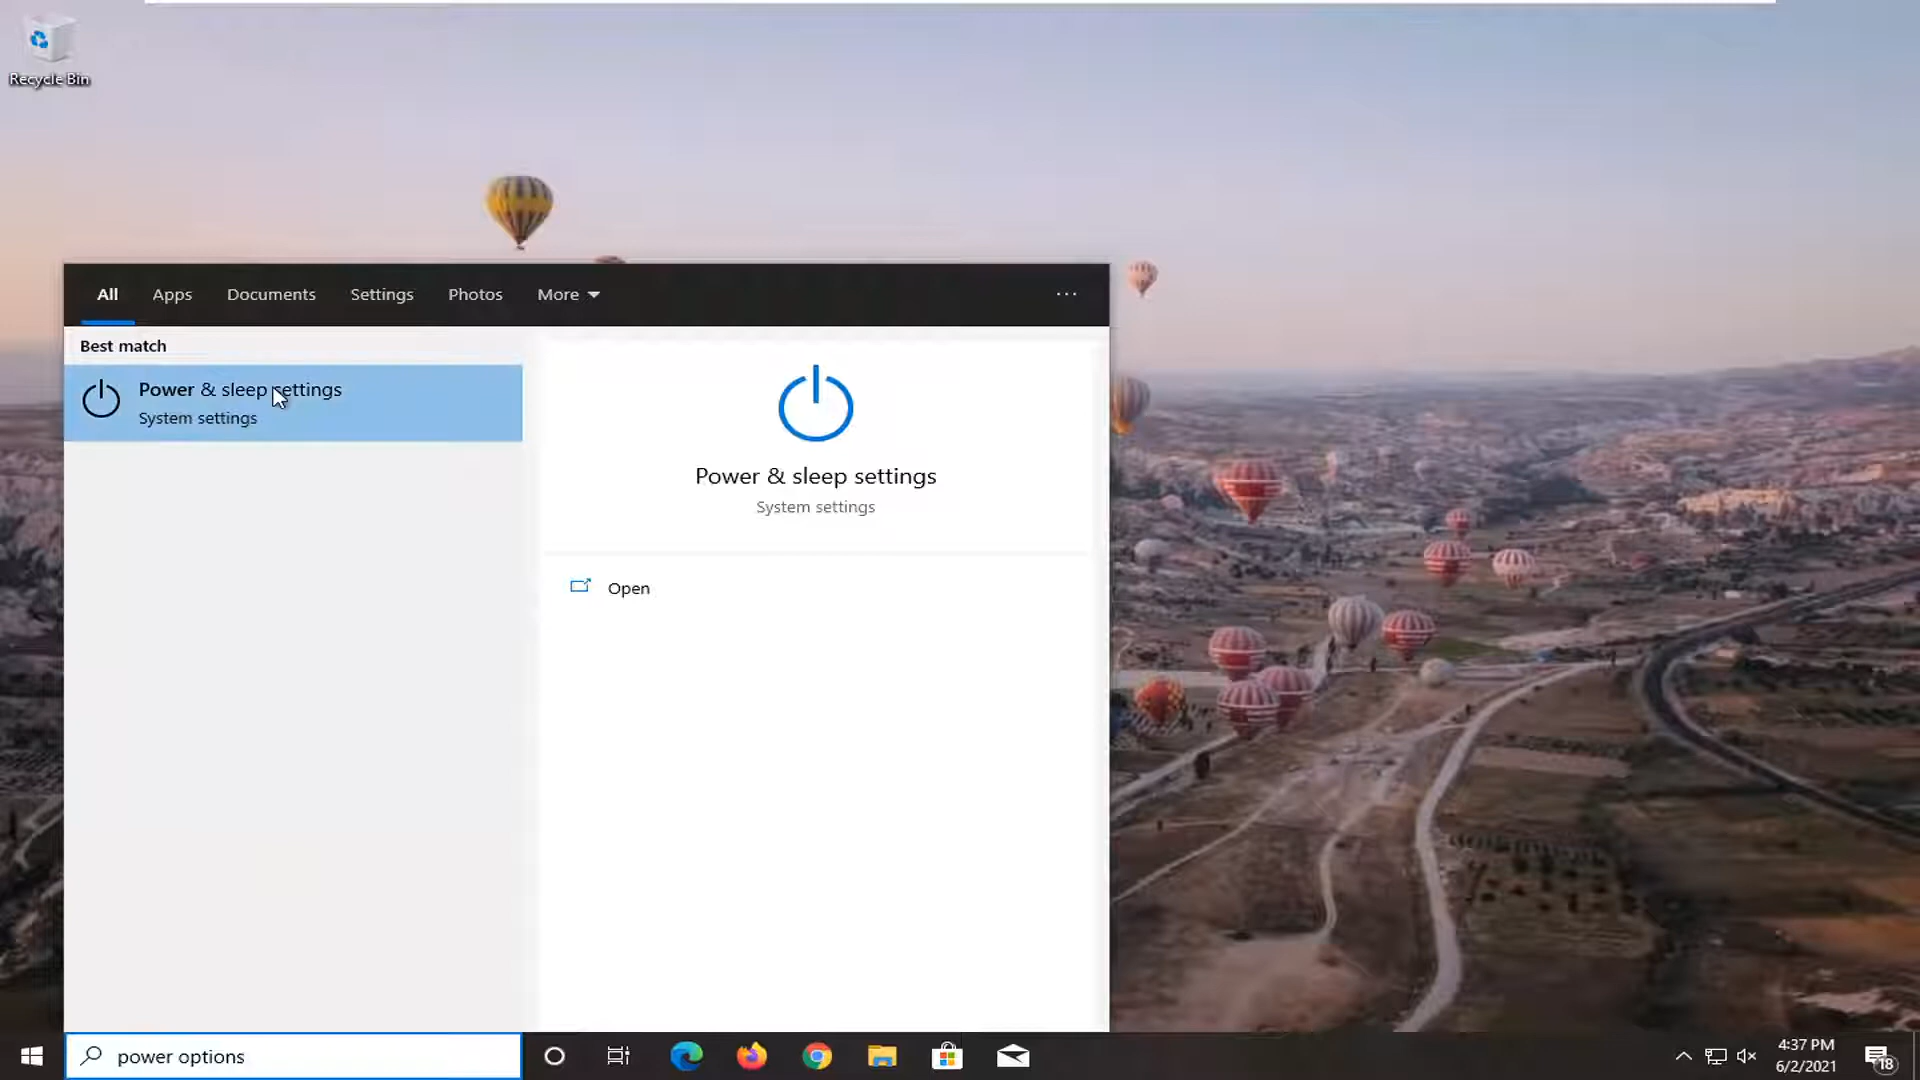 Recycle Bin
All Apps Documents Settings Photos More ...
Best match
Power & sleep settings
System settings
Power & sleep settings
System settings
Open
power options
4:37 PM
6/2/2021
18